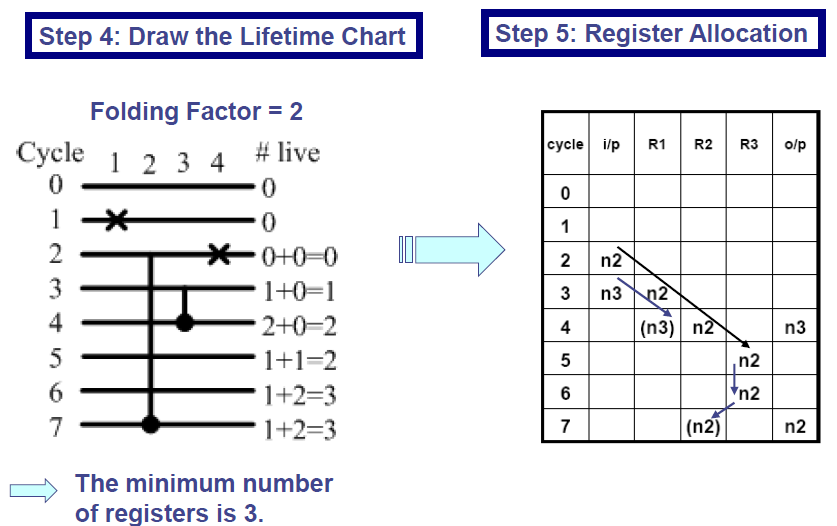 Step 4: Draw the Lifetime Chart
Step 5: Register Allocation
Folding Factor = 2
Cycle 1 2 3 4 # live
0 0
1 0
2 0+0=0
3 1+0=1
4 2+0=2
5 1+1=2
6 1+2=3
7 1+2=3
The minimum number
of registers is 3.
cycle i/p R1 R2 R3 o/p
0
1
2 n2
3 n3 n2
4 (n3) n2 n3
5 n2
6 n2
7 (n2) n2